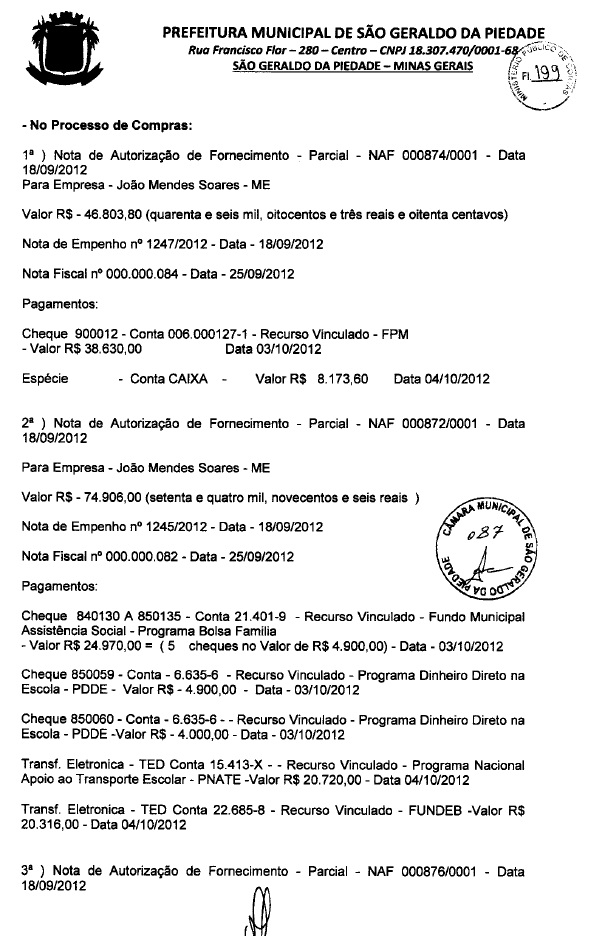 PREFEITURA MUNICIPAL DE SÃO GERALDO DA PIEDADE
Rua Francisco Flor – 280 – Centro – CNPJ 18.307.470/0001-68
SÃO GERALDO DA PIEDADE – MINAS GERAIS
MINISTÉRIO PÚBLICO DE CONTAS
Fl. 199
- No Processo de Compras:
1ª ) Nota de Autorização de Fornecimento - Parcial - NAF 000874/0001 - Data
18/09/2012
Para Empresa - João Mendes Soares - ME
Valor R$ - 46.803,80 (quarenta e seis mil, oitocentos e três reais e oitenta centavos)
Nota de Empenho nº 1247/2012 - Data - 18/09/2012
Nota Fiscal nº 000.000.084 - Data - 25/09/2012
Pagamentos:
Cheque 900012 - Conta 006.000127-1 - Recurso Vinculado - FPM
- Valor R$ 38.630,00 Data 03/10/2012
Espécie - Conta CAIXA - Valor R$ 8.173,60 Data 04/10/2012
2ª ) Nota de Autorização de Fornecimento - Parcial - NAF 000872/0001 - Data
18/09/2012
Para Empresa - João Mendes Soares - ME
Valor R$ - 74.906,00 (setenta e quatro mil, novecentos e seis reais )
Nota de Empenho nº 1245/2012 - Data - 18/09/2012
Nota Fiscal nº 000.000.082 - Data - 25/09/2012
CÂMARA MUNICIPAL DE SÃO GERALDO DA PIEDADE
087
Pagamentos:
Cheque 840130 A 850135 - Conta 21.401-9 - Recurso Vinculado - Fundo Municipal
Assistência Social - Programa Bolsa Família
- Valor R$ 24.970,00 = ( 5 cheques no Valor de R$ 4.900,00) - Data - 03/10/2012
Cheque 850059 - Conta - 6.635-6 - Recurso Vinculado - Programa Dinheiro Direto na
Escola - PDDE - Valor R$ - 4.900,00 - Data - 03/10/2012
Cheque 850060 - Conta - 6.635-6 - - Recurso Vinculado - Programa Dinheiro Direto na
Escola - PDDE -Valor R$ - 4.000,00 - Data - 03/10/2012
Transf. Eletronica - TED Conta 15.413-X - - Recurso Vinculado - Programa Nacional
Apoio ao Transporte Escolar - PNATE -Valor R$ 20.720,00 - Data 04/10/2012
Transf. Eletronica - TED Conta 22.685-8 - Recurso Vinculado - FUNDEB -Valor R$
20.316,00 - Data 04/10/2012
3ª ) Nota de Autorização de Fornecimento - Parcial - NAF 000876/0001 - Data
18/09/2012